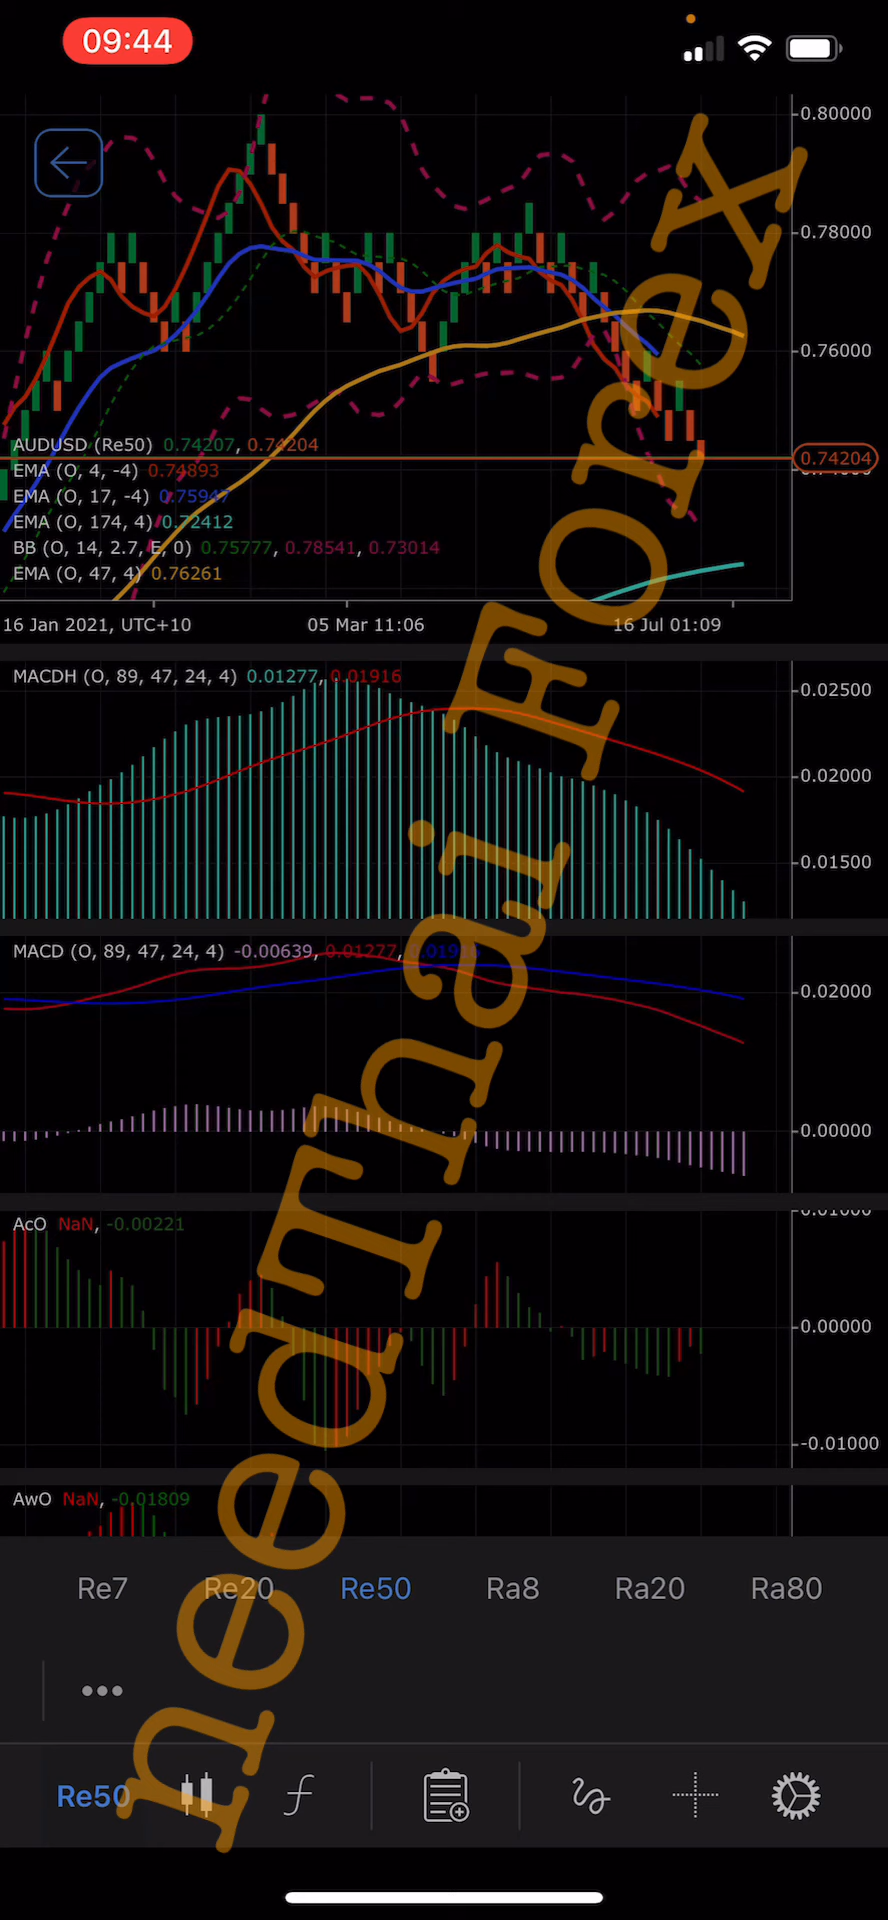 09:44
0.80000
0.78000
0.76000
AUDUSD (Re50) 0.74207, 0.74204
0.74204
EMA (O, 4, -4) 0.74893
EMA (O, 17, -4) 0.75947
EMA (O, 174, 4) 0.72412
BB (O, 14, 2.7, E, 0) 0.75777, 0.78541, 0.73014
EMA (O, 47, 4) 0.76261
16 Jan 2021, UTC+10 05 Mar 11:06 16 Jul 01:09
MACDH (O, 89, 47, 24, 4) 0.01277, 0.01916
0.02500
0.02000
0.01500
MACD (O, 89, 47, 24, 4) -0.00639, 0.01277, 0.01916
0.02000
0.00000
0.01000
AcO NaN, -0.00221
0.00000
-0.01000
AwO NaN, -0.01809
Re7 Re20 Re50 Ra8 Ra20 Ra80
Re50
needThai Forex